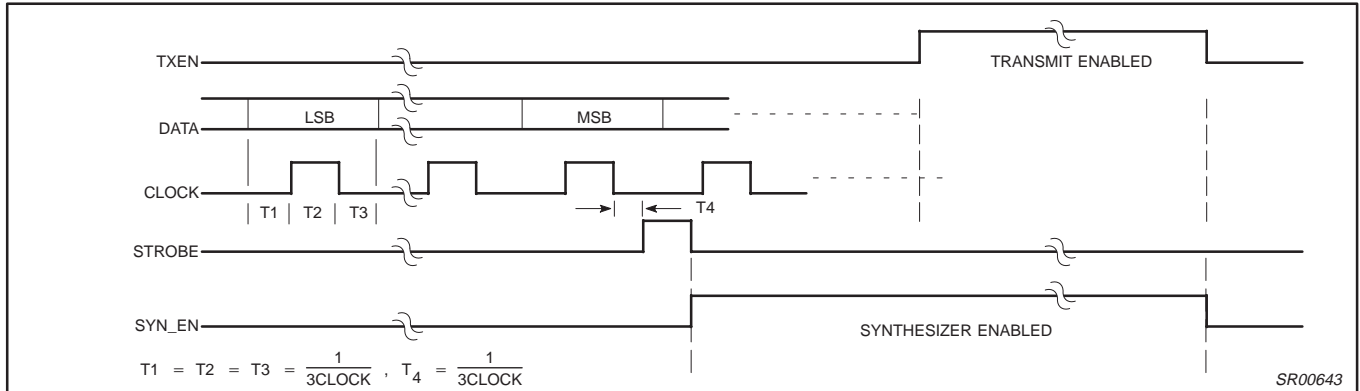 TXEN
TRANSMIT ENABLED
LSB
MSB
DATA
CLOCK
T1 T2 T3
T4
STROBE
SYN_EN
SYNTHESIZER ENABLED
T1 = T2 = T3 = 1/3CLOCK , T4 = 1/3CLOCK
SR00643